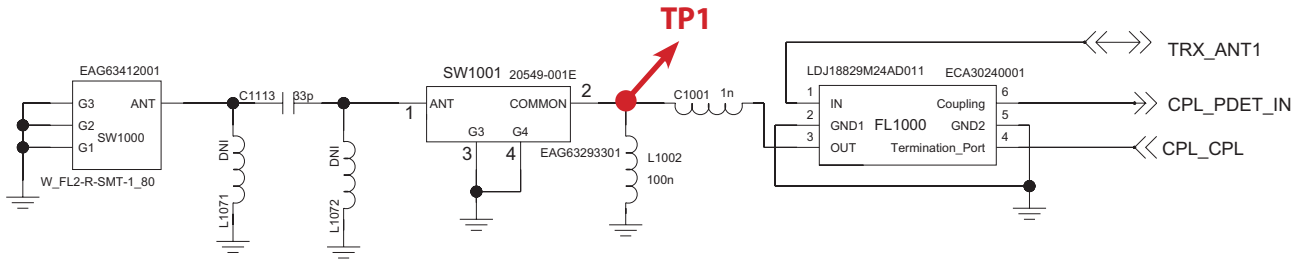 TP1
EAG63412001
G3
G2
G1
ANT
SW1000
W_FL2-R-SMT-1_80
C1113
33p
DNI
L1071
DNI
L1072
SW1001
20549-001E
1
ANT
COMMON
2
G3
G4
3
4
EAG63293301
L1002
100n
C1001
1n
LDJ18829M24AD011
ECA30240001
1
IN
2
GND1
3
OUT
FL1000
Coupling
6
GND2
5
Termination_Port
4
TRX_ANT1
CPL_PDET_IN
CPL_CPL